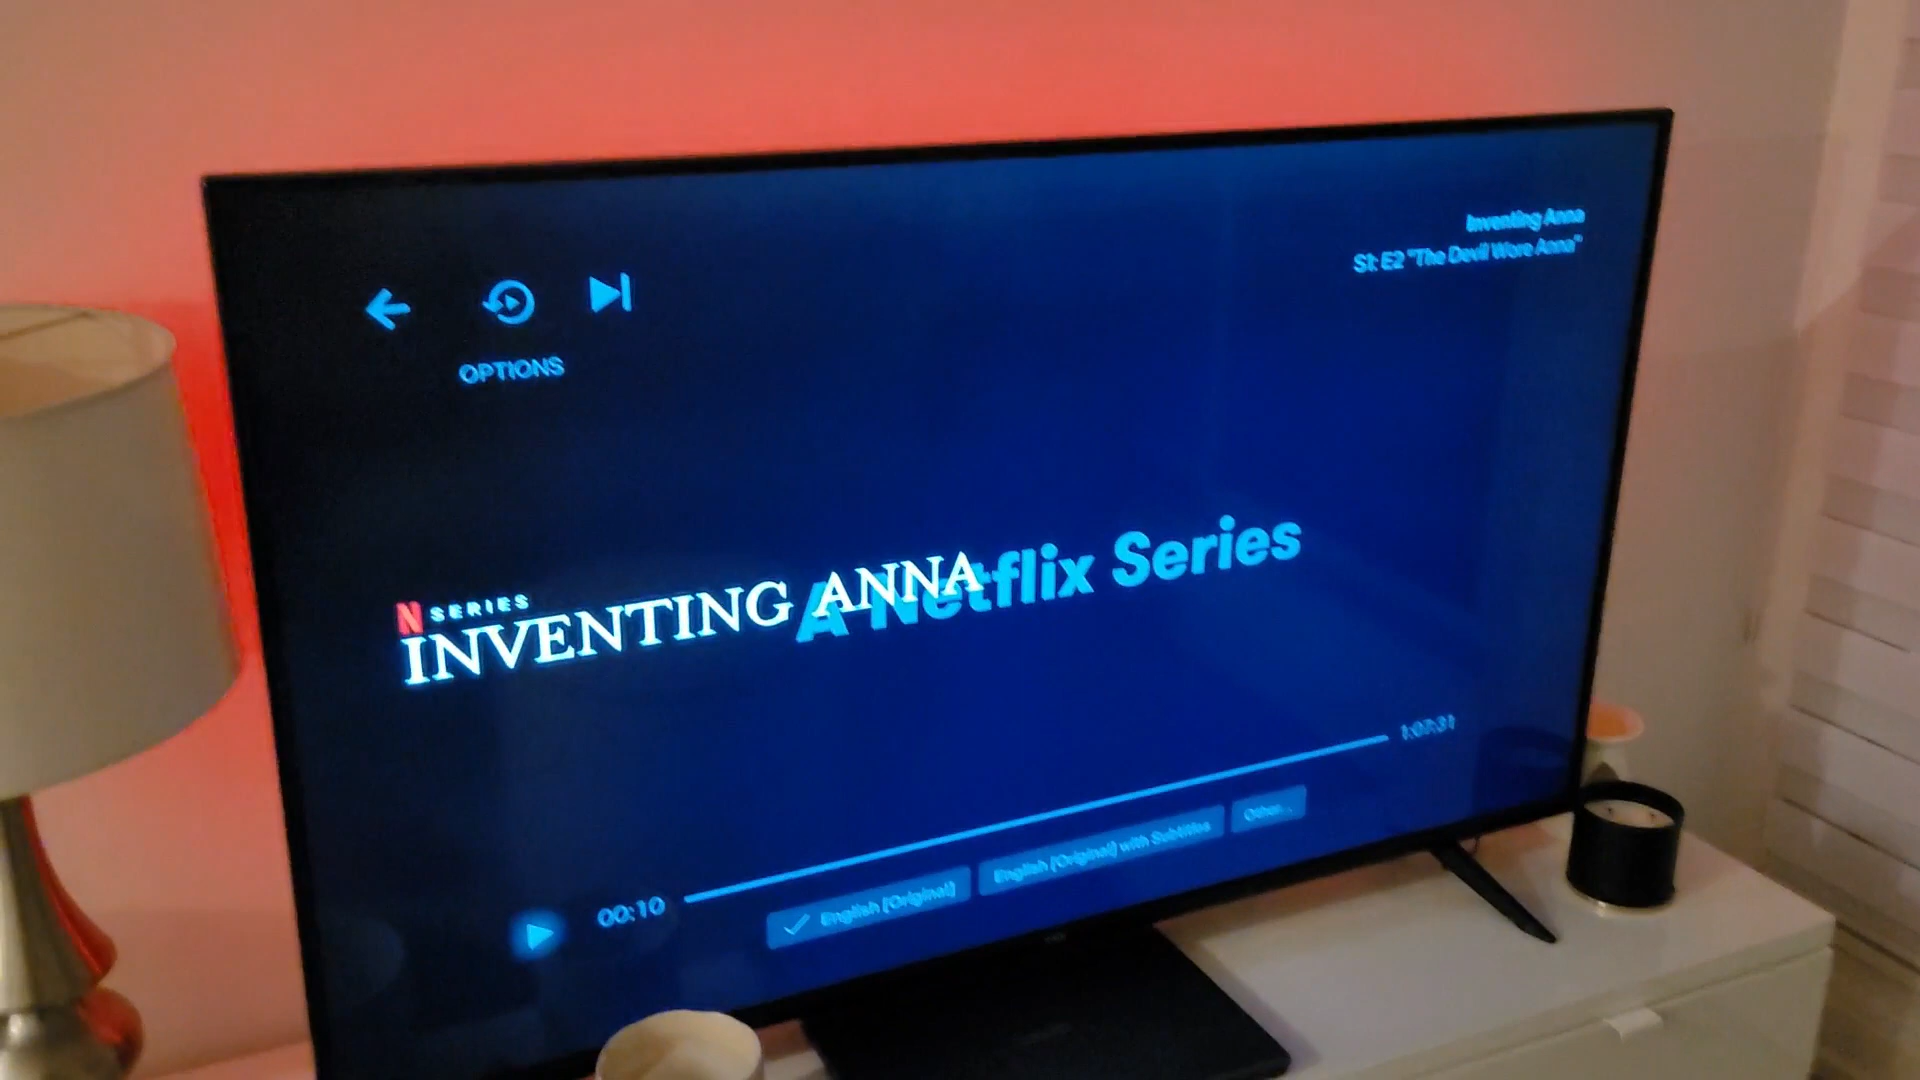 Inventing Anna
S1: E2 "The Devil Wore Anna"
OPTIONS
N SERIES
INVENTING ANNA
A Netflix Series
1:07:31
00:10
English [Original]
English [Original] with Subtitles
Other...